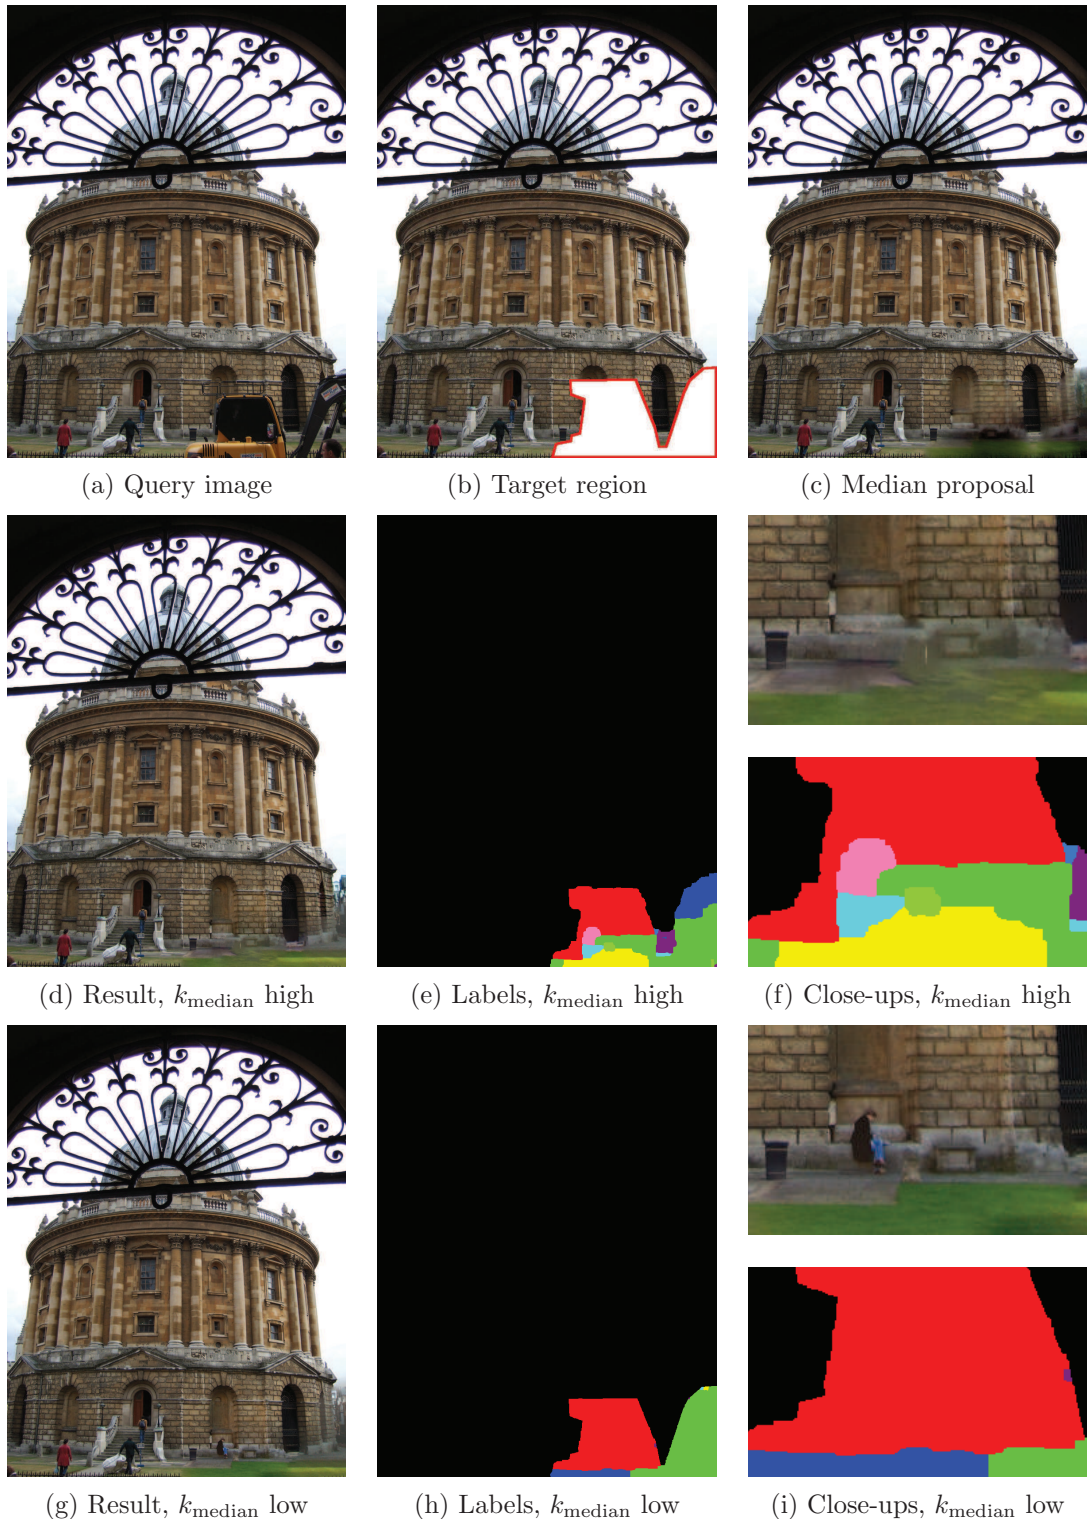 (a) Query image
(b) Target region
(c) Median proposal
(d) Result, k_median high
(e) Labels, k_median high
(f) Close-ups, k_median high
(g) Result, k_median low
(h) Labels, k_median low
(i) Close-ups, k_median low